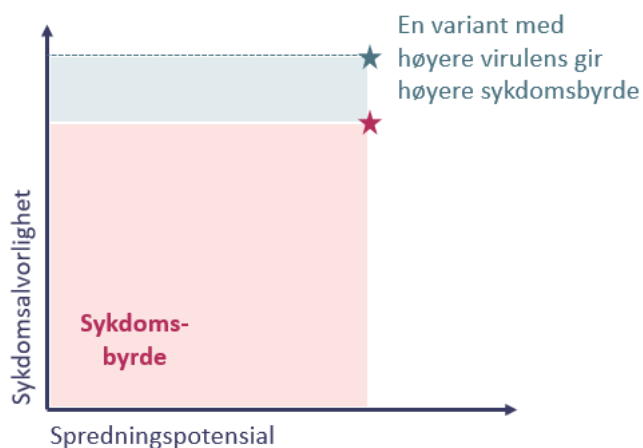 En variant med
høyere virulens gir
høyere sykdomsbyrde
Sykdomsalvorlighet
Sykdoms-
byrde
Spredningspotensial